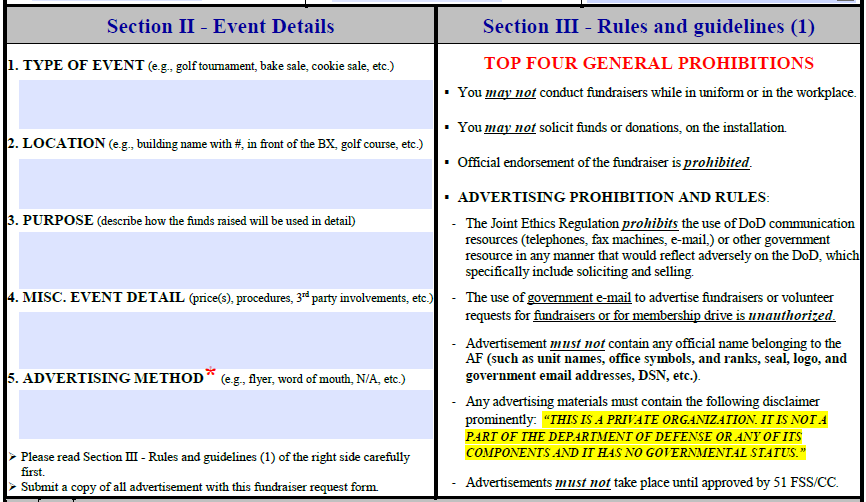 Section II - Event Details
1. TYPE OF EVENT (e.g., golf tournament, bake sale, cookie sale, etc.)
2. LOCATION (e.g., building name with #, in front of the BX, golf course, etc.)
3. PURPOSE (describe how the funds raised will be used in detail)
4. MISC. EVENT DETAIL (price(s), procedures, 3rd party involvements, etc.)
5. ADVERTISING METHOD* (e.g., flyer, word of mouth, N/A, etc.)
➢ Please read Section III - Rules and guidelines (1) of the right side carefully
first.
➢ Submit a copy of all advertisement with this fundraiser request form.
Section III - Rules and guidelines (1)
TOP FOUR GENERAL PROHIBITIONS
▪ You may not conduct fundraisers while in uniform or in the workplace.
▪ You may not solicit funds or donations, on the installation.
▪ Official endorsement of the fundraiser is prohibited.
▪ ADVERTISING PROHIBITION AND RULES:
- The Joint Ethics Regulation prohibits the use of DoD communication
resources (telephones, fax machines, e-mail,) or other government
resource in any manner that would reflect adversely on the DoD, which
specifically include soliciting and selling.
- The use of government e-mail to advertise fundraisers or volunteer
requests for fundraisers or for membership drive is unauthorized.
- Advertisement must not contain any official name belonging to the
AF (such as unit names, office symbols, and ranks, seal, logo, and
government email addresses, DSN, etc.).
- Any advertising materials must contain the following disclaimer
prominently: “THIS IS A PRIVATE ORGANIZATION. IT IS NOT A
PART OF THE DEPARTMENT OF DEFENSE OR ANY OF ITS
COMPONENTS AND IT HAS NO GOVERNMENTAL STATUS.”
- Advertisements must not take place until approved by 51 FSS/CC.